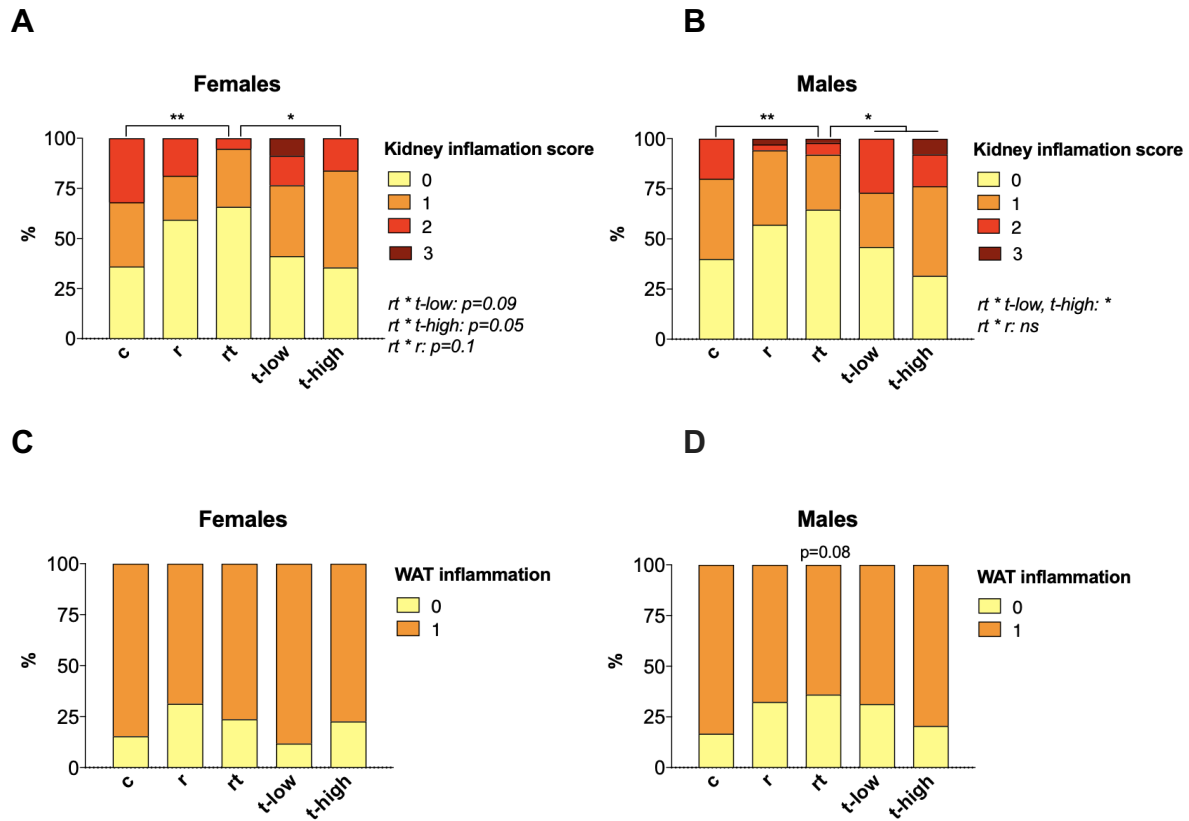 A
Females
**
*
100
75
50
25
0
%
c
r
rt
t-low
t-high
Kidney inflamation score
0
1
2
3
rt * t-low: p=0.09
rt * t-high: p=0.05
rt * r: p=0.1
B
Males
**
*
100
75
50
25
0
%
c
r
rt
t-low
t-high
Kidney inflamation score
0
1
2
3
rt * t-low, t-high: *
rt * r: ns
C
Females
100
75
50
25
0
%
c
r
rt
t-low
t-high
WAT inflammation
0
1
D
Males
p=0.08
100
75
50
25
0
%
c
r
rt
t-low
t-high
WAT inflammation
0
1